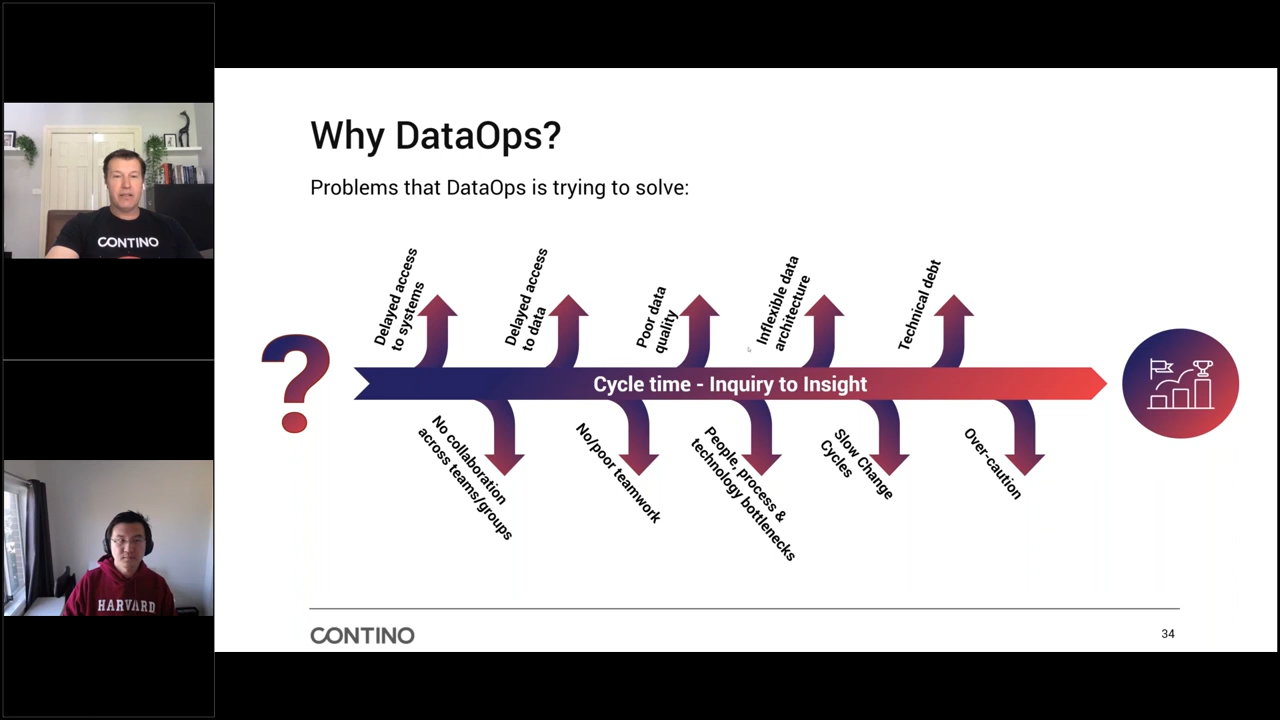 Why DataOps?
Problems that DataOps is trying to solve:
Delayed access
to systems
Delayed access
to data
Poor data
quality
Inflexible data
architecture
Technical debt
?
Cycle time - Inquiry to Insight
No collaboration
across teams/groups
No/poor teamwork
People, process &
technology bottlenecks
Slow Change
Cycles
Over-caution
CONTINO
34
CONTINO
HARVARD